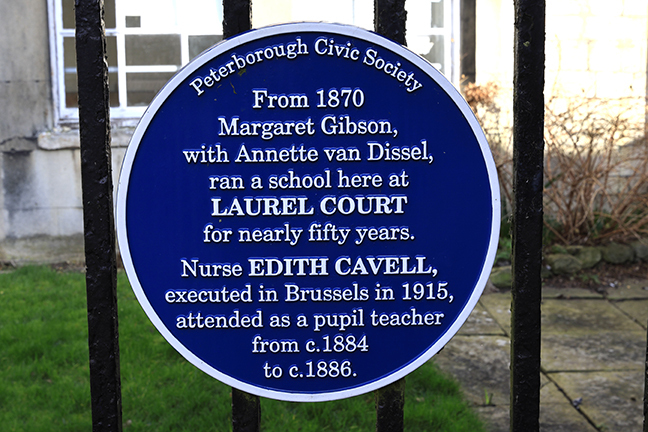 Peterborough Civic Society
From 1870
Margaret Gibson,
with Annette van Dissel,
ran a school here at
LAUREL COURT
for nearly fifty years.
Nurse EDITH CAVELL,
executed in Brussels in 1915,
attended as a pupil teacher
from c.1884
to c.1886.